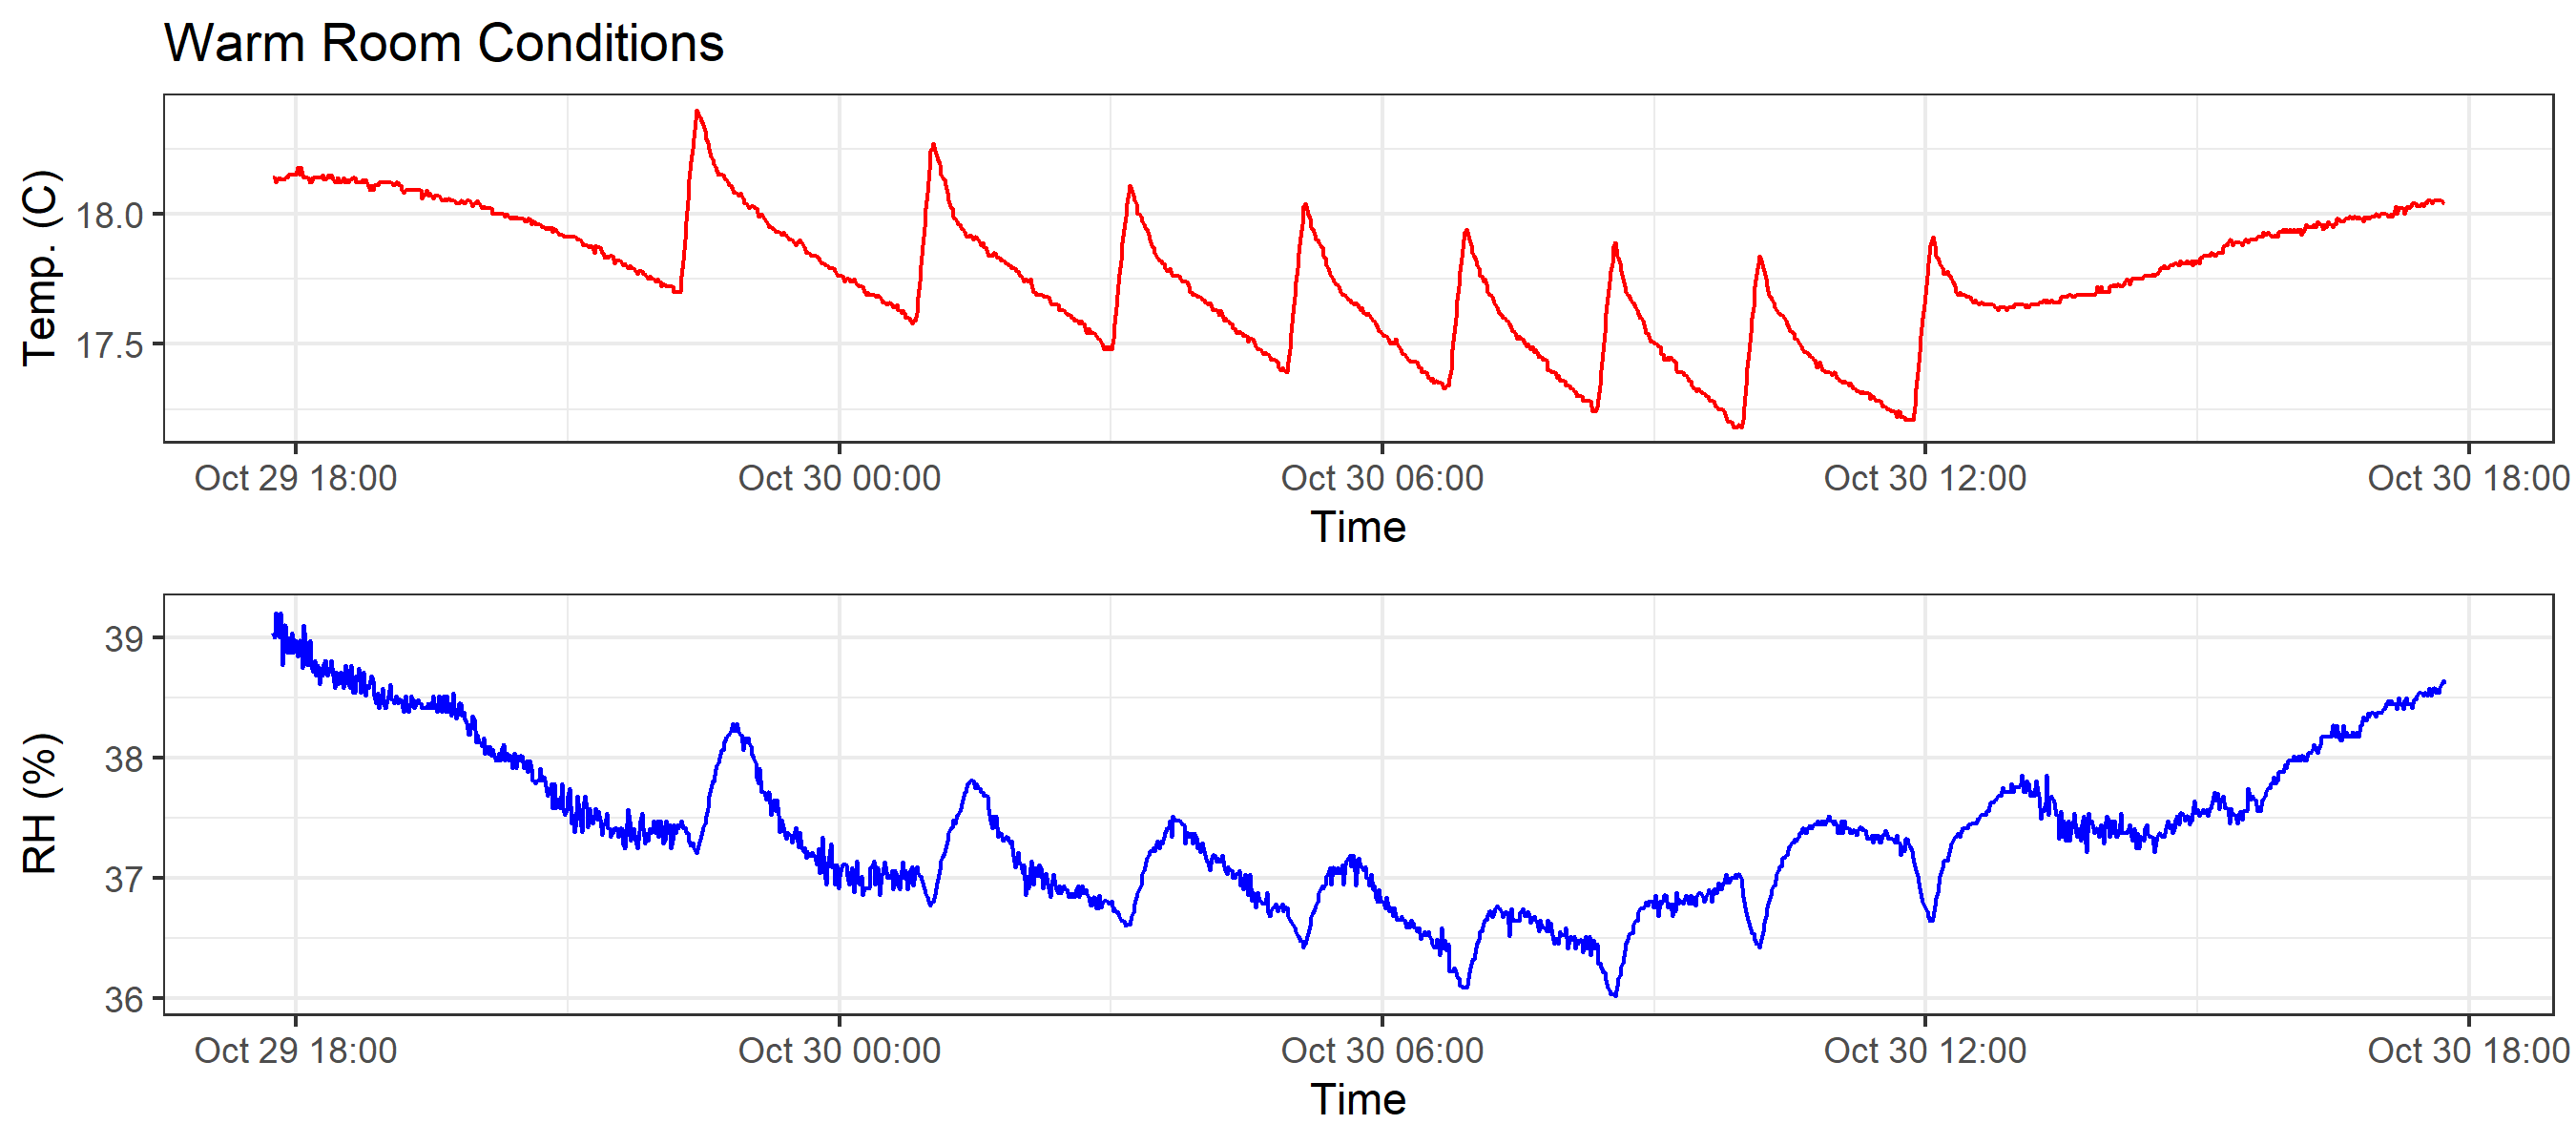 Warm Room Conditions
Temp. (C)
18.0
17.5
Oct 29 18:00 Oct 30 00:00 Oct 30 06:00 Oct 30 12:00 Oct 30 18:00
Time
RH (%)
39
38
37
36
Oct 29 18:00 Oct 30 00:00 Oct 30 06:00 Oct 30 12:00 Oct 30 18:00
Time